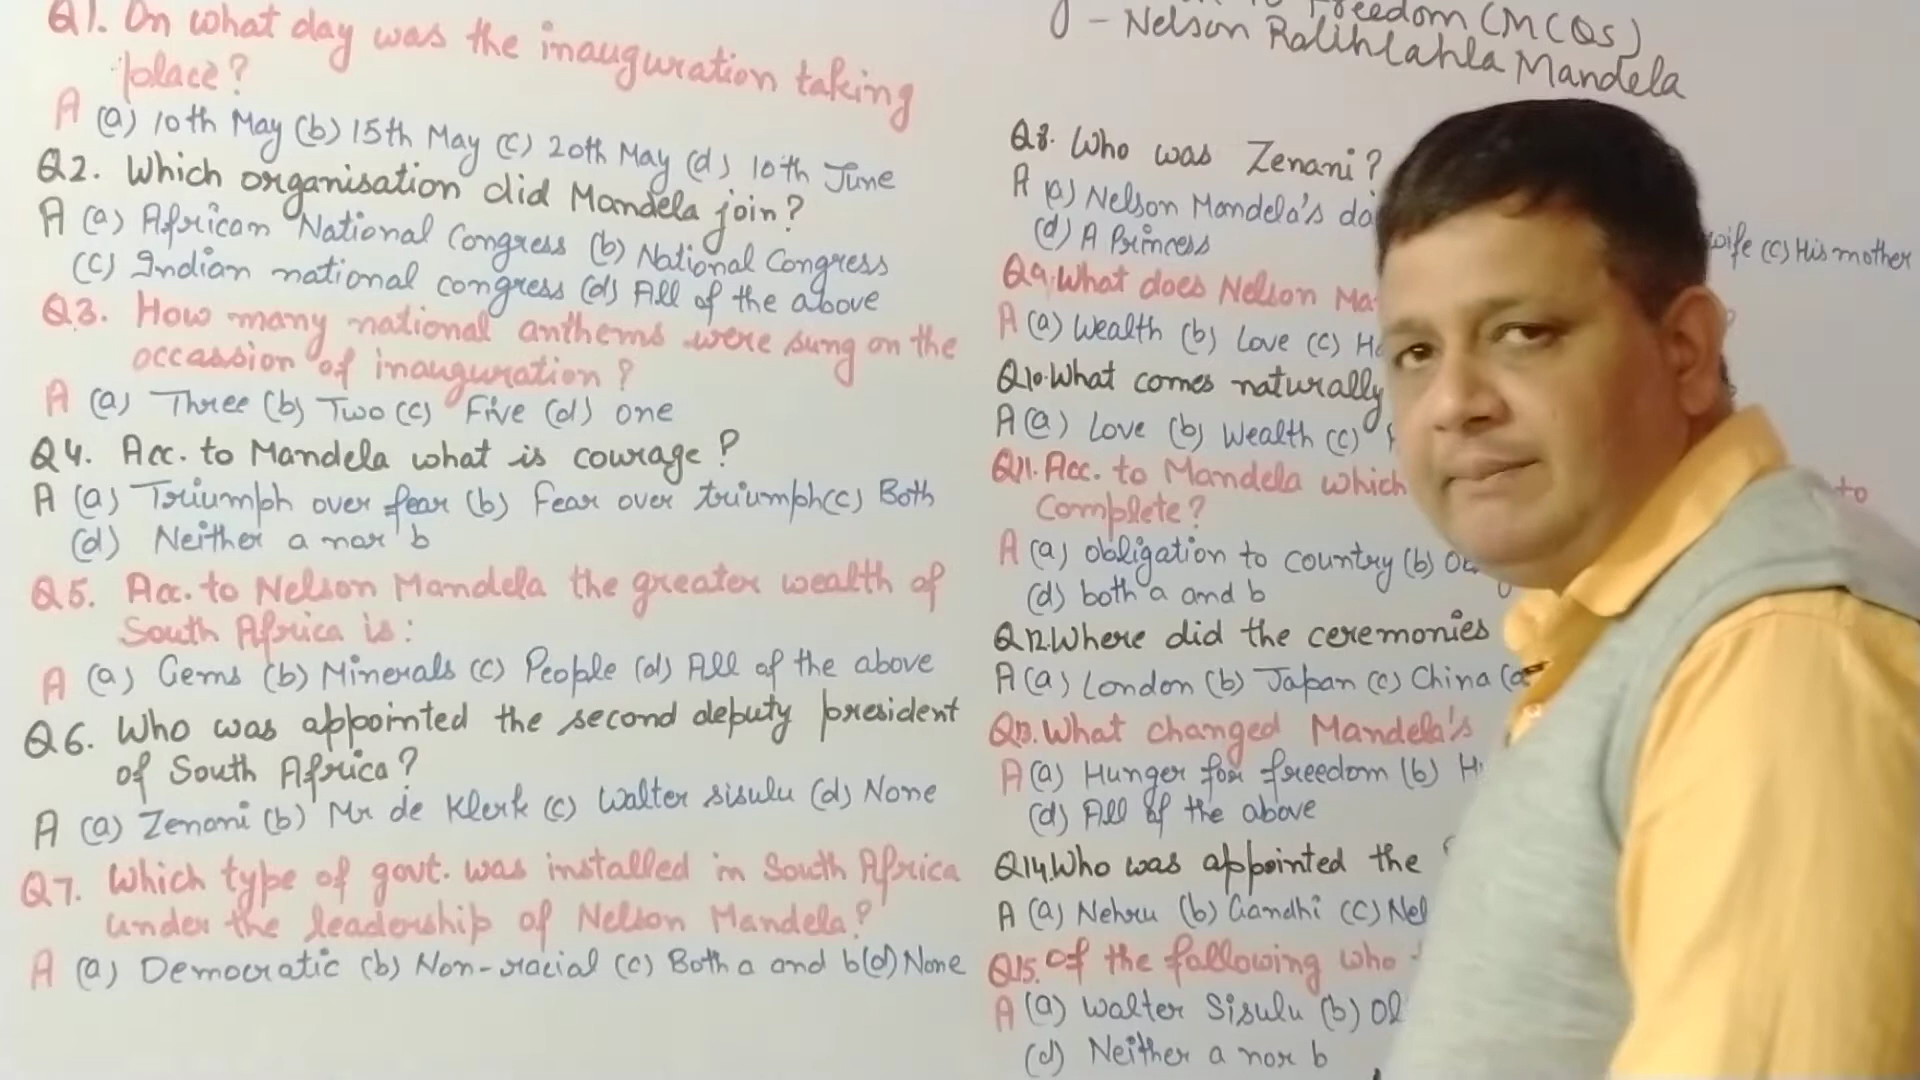 Q1. On what day was the inauguration taking
place?
A (a) 10th May (b) 15th May (c) 20th May (d) 10th June
Q2. Which organisation did Mandela join?
A (a) African National Congress (b) National Congress
(c) Indian national congress (d) All of the above
Q3. How many national anthems were sung on the
occassion of inauguration?
A (a) Three (b) Two (c) Five (d) one
Q4. Acc. to Mandela what is courage?
A (a) Triumph over fear (b) Fear over triumph (c) Both
(d) Neither a nor b
Q5. Acc. to Nelson Mandela the greater wealth of
South Africa is:
A (a) Gems (b) Minerals (c) People (d) All of the above
Q6. Who was appointed the second deputy president
of South Africa?
A (a) Zenani (b) Mr de Klerk (c) Walter sisulu (d) None
Q7. Which type of govt. was installed in South Africa
under the leadership of Nelson Mandela?
A (a) Democratic (b) Non-racial (c) Both a and b (d) None
Freedom (MCQs)
- Nelson Rolihlahla Mandela
Q8. Who was Zenani?
A (a) Nelson Mandela's wife (c) His mother
(d) A Princess
Q9. What does Nelson
A (a) Wealth (b) Love (c)
Q10. What comes naturally
A (a) Love (b) Wealth (c)
Q11. Acc. to Mandela which to
Complete?
A (a) obligation to country (b)
(d) both a and b
Q12. Where did the ceremonies
A (a) London (b) Japan (c) China
Q13. What changed Mandela's
A (a) Hunger for freedom (b)
(d) All of the above
Q14. Who was appointed the
A (a) Nehru (b) Gandhi (c)
Q15. Of the following who
A (a) Walter Sisulu (b)
(d) Neither a nor b